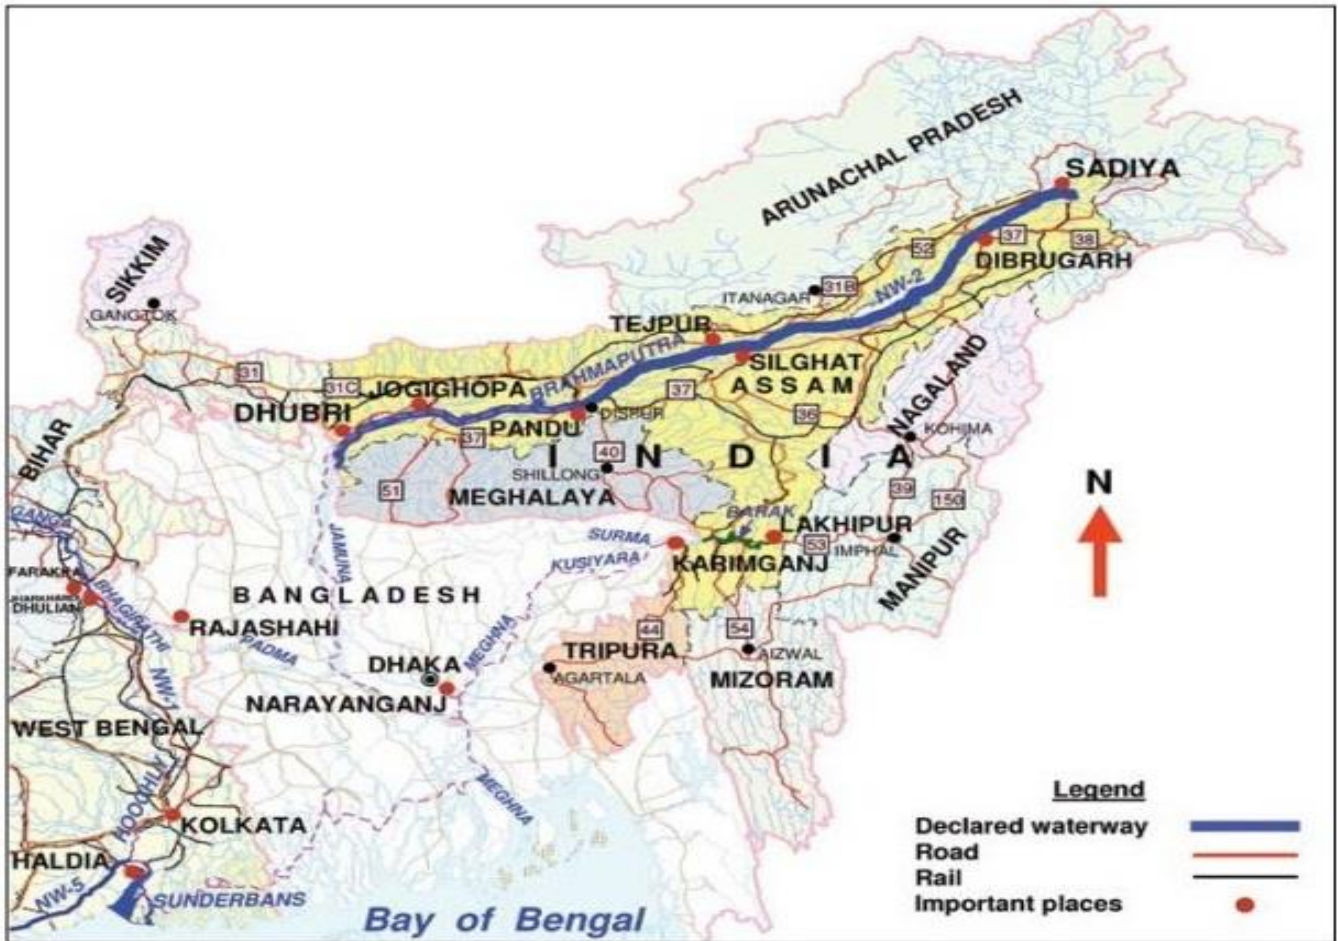 ARUNACHAL PRADESH
SADIYA
37
38
52
DIBRUGARH
SIKKIM
GANGTOK
ITANAGAR
31B
NW-2
TEJPUR
BRAHMAPUTRA
SILGHAT
ASSAM
NAGALAND
31
31C
JOGIGHOPA
37
DHUBRI
DISPUR
36
PANDU
37
KOHIMA
BIHAR
I N D I A
40
SHILLONG
51
MEGHALAYA
39
150
N
GANGA
JAMUNA
BARAK
LAKHIPUR
SURMA
53
IMPHAL
KUSIYARA
KARIMGANJ
MANIPUR
FARAKKA
DHULIAN
BHAGIRATHI
BANGLADESH
RAJASHAHI
PADMA
MEGHNA
44
54
TRIPURA
AIZWAL
DHAKA
AGARTALA
MIZORAM
NARAYANGANJ
NW-1
WEST BENGAL
MEGHNA
HOOGHLY
KOLKATA
HALDIA
NW-5
SUNDERBANS
Bay of Bengal
Legend
Declared waterway
Road
Rail
Important places